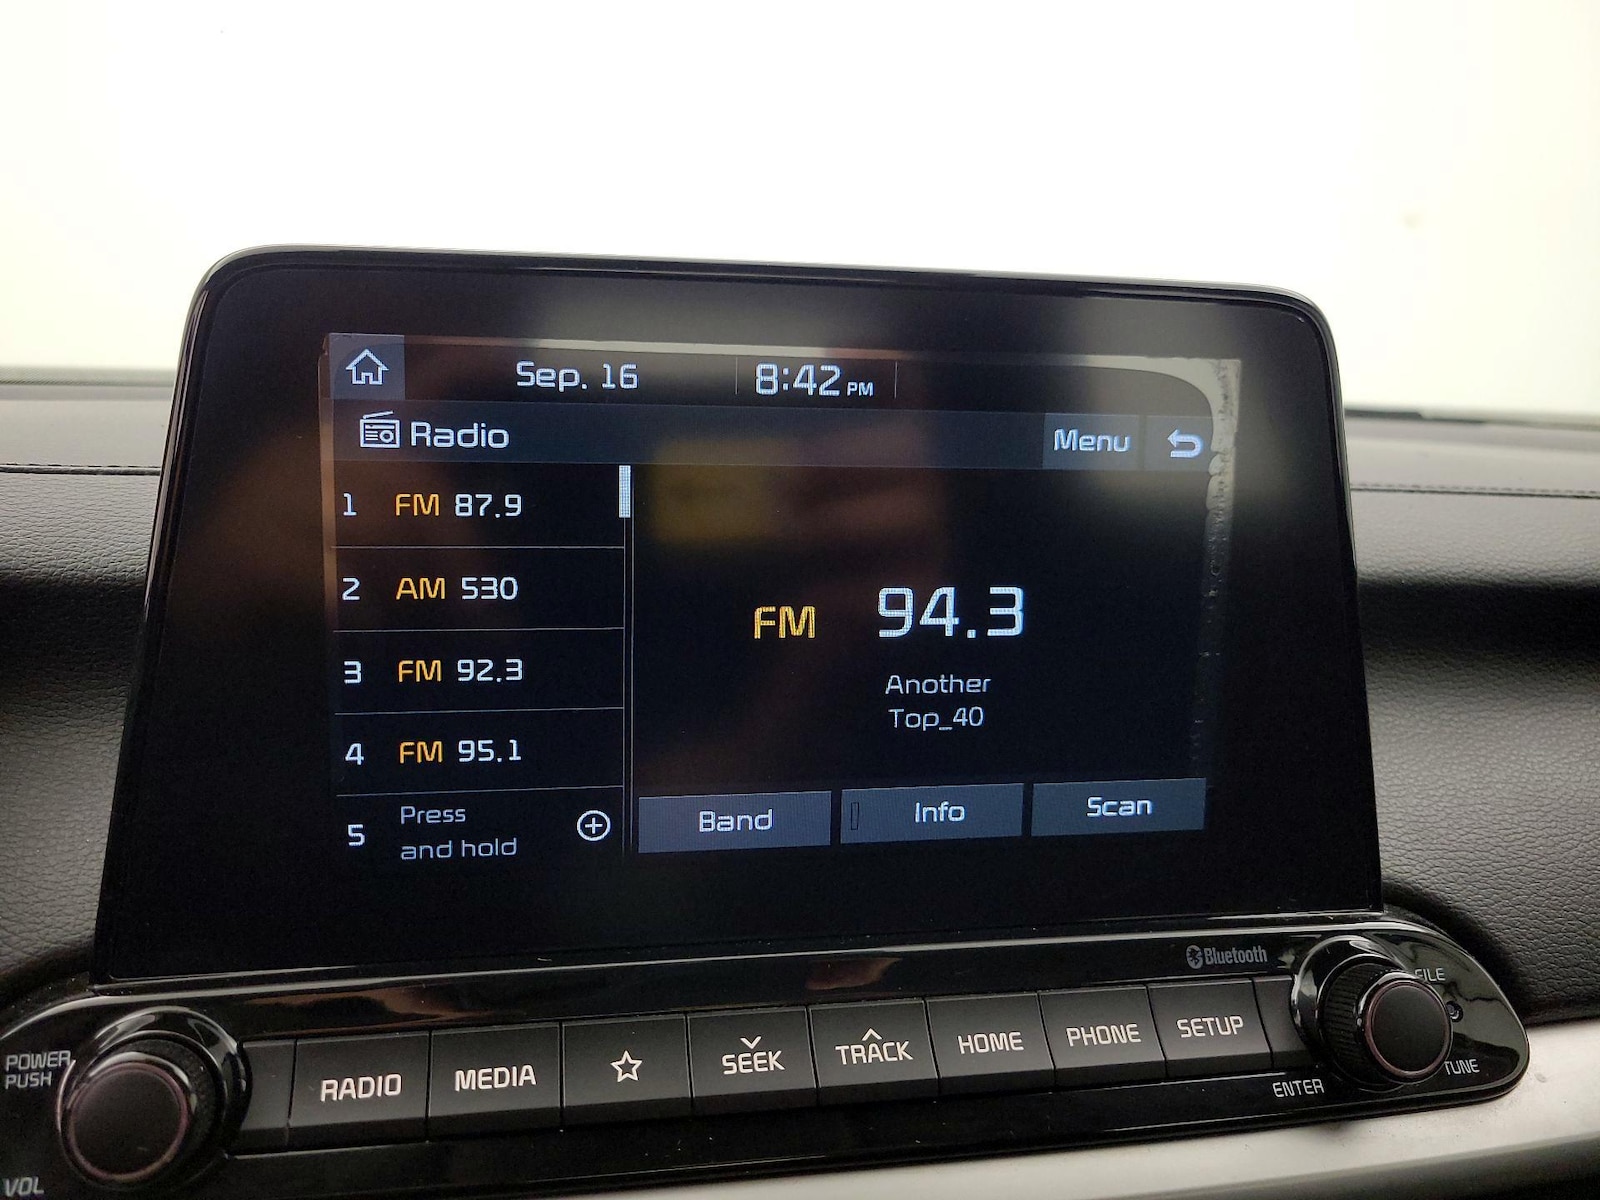 Sep. 16 8:42 PM
Radio Menu
1 FM 87.9
2 AM 530
3 FM 92.3
4 FM 95.1
5 Press
and hold
FM 94.3
Another
Top_40
Band Info Scan
Bluetooth
POWER
PUSH
VOL
RADIO MEDIA SEEK TRACK HOME PHONE SETUP
FILE
TUNE
ENTER